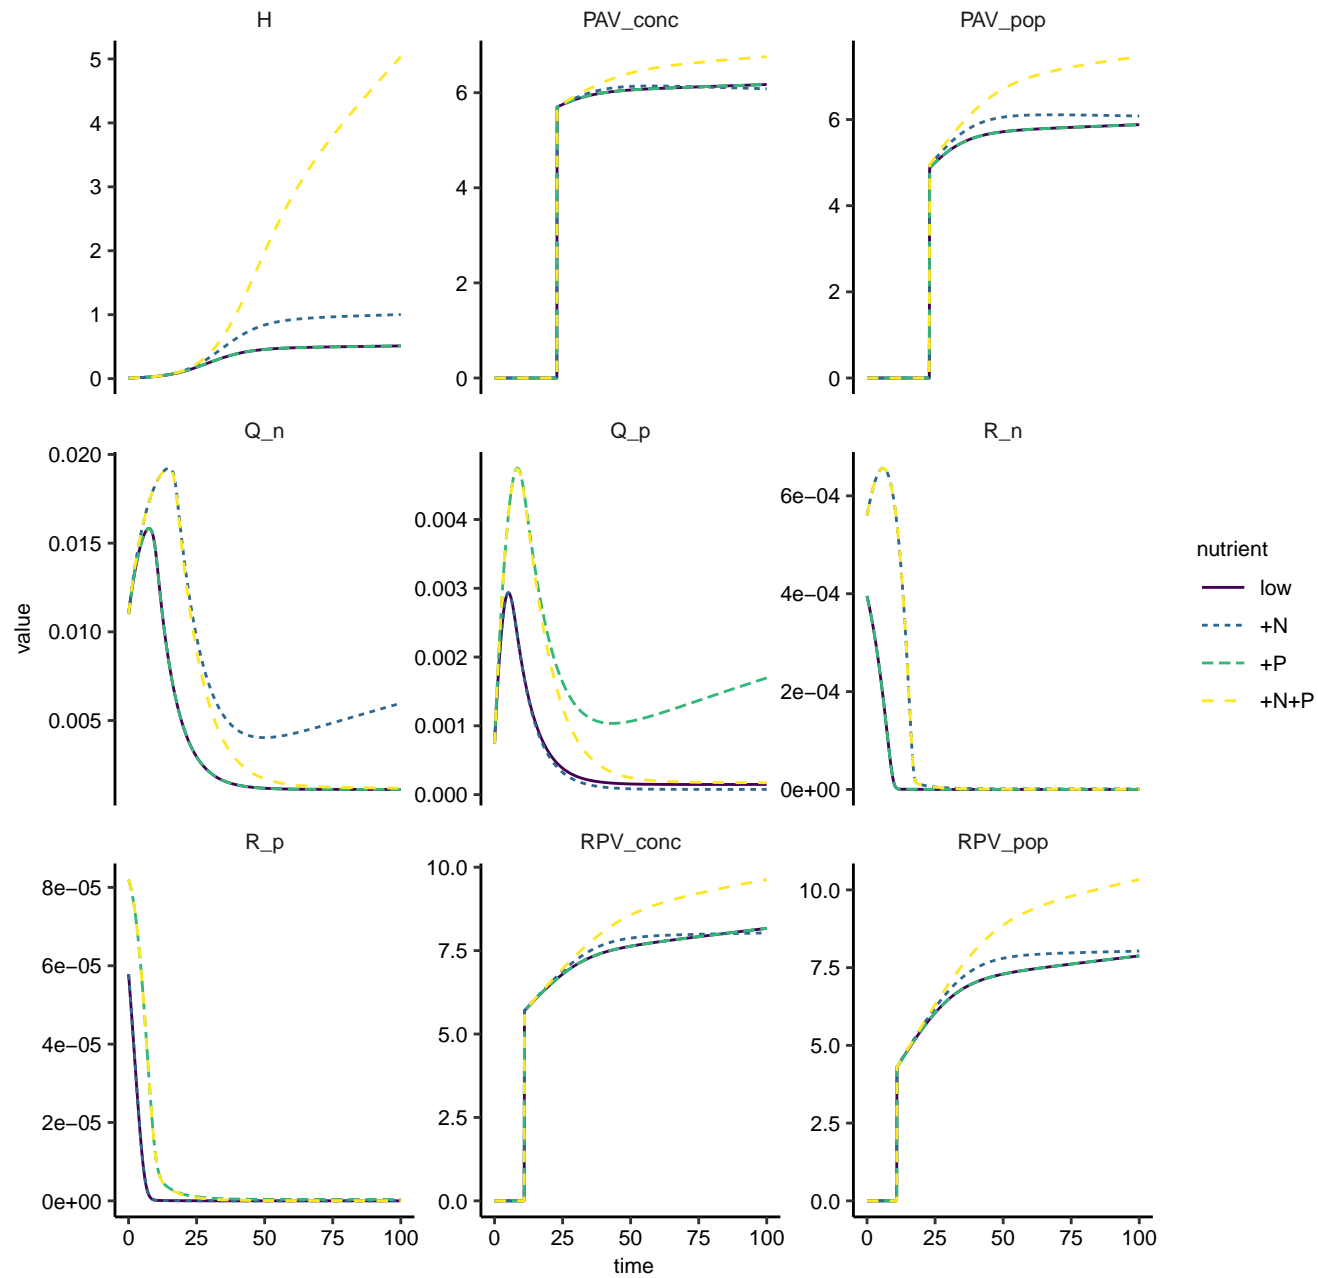 H
PAV_conc
PAV_pop
5
4
3
2
1
0
6
4
2
0
6
4
2
0
Q_n
Q_p
R_n
0.020
0.015
0.010
0.005
0.004
0.003
0.002
0.001
0.000
6e−04
4e−04
2e−04
0e+00
R_p
RPV_conc
RPV_pop
8e−05
6e−05
4e−05
2e−05
0e+00
10.0
7.5
5.0
2.5
0.0
10.0
7.5
5.0
2.5
0.0
0 25 50 75 100
0 25 50 75 100
0 25 50 75 100
time
value
nutrient
low
+N
+P
+N+P